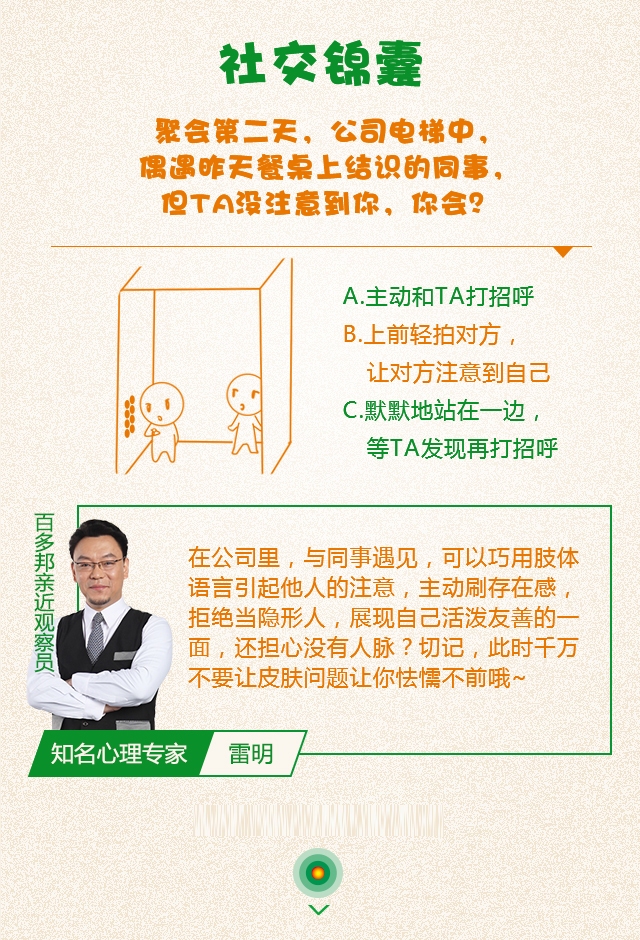 社交锦囊
聚会第二天，公司电梯中，
偶遇昨天餐桌上结识的同事，
但TA没注意到你，你会？
A.主动和TA打招呼
B.上前轻拍对方，
让对方注意到自己
C.默默地站在一边，
等TA发现再打招呼
百多邦亲近观察员
在公司里，与同事遇见，可以巧用肢体
语言引起他人的注意，主动刷存在感，
拒绝当隐形人，展现自己活泼友善的一
面，还担心没有人脉？切记，此时千万
不要让皮肤问题让你怯懦不前哦~
知名心理专家
雷明